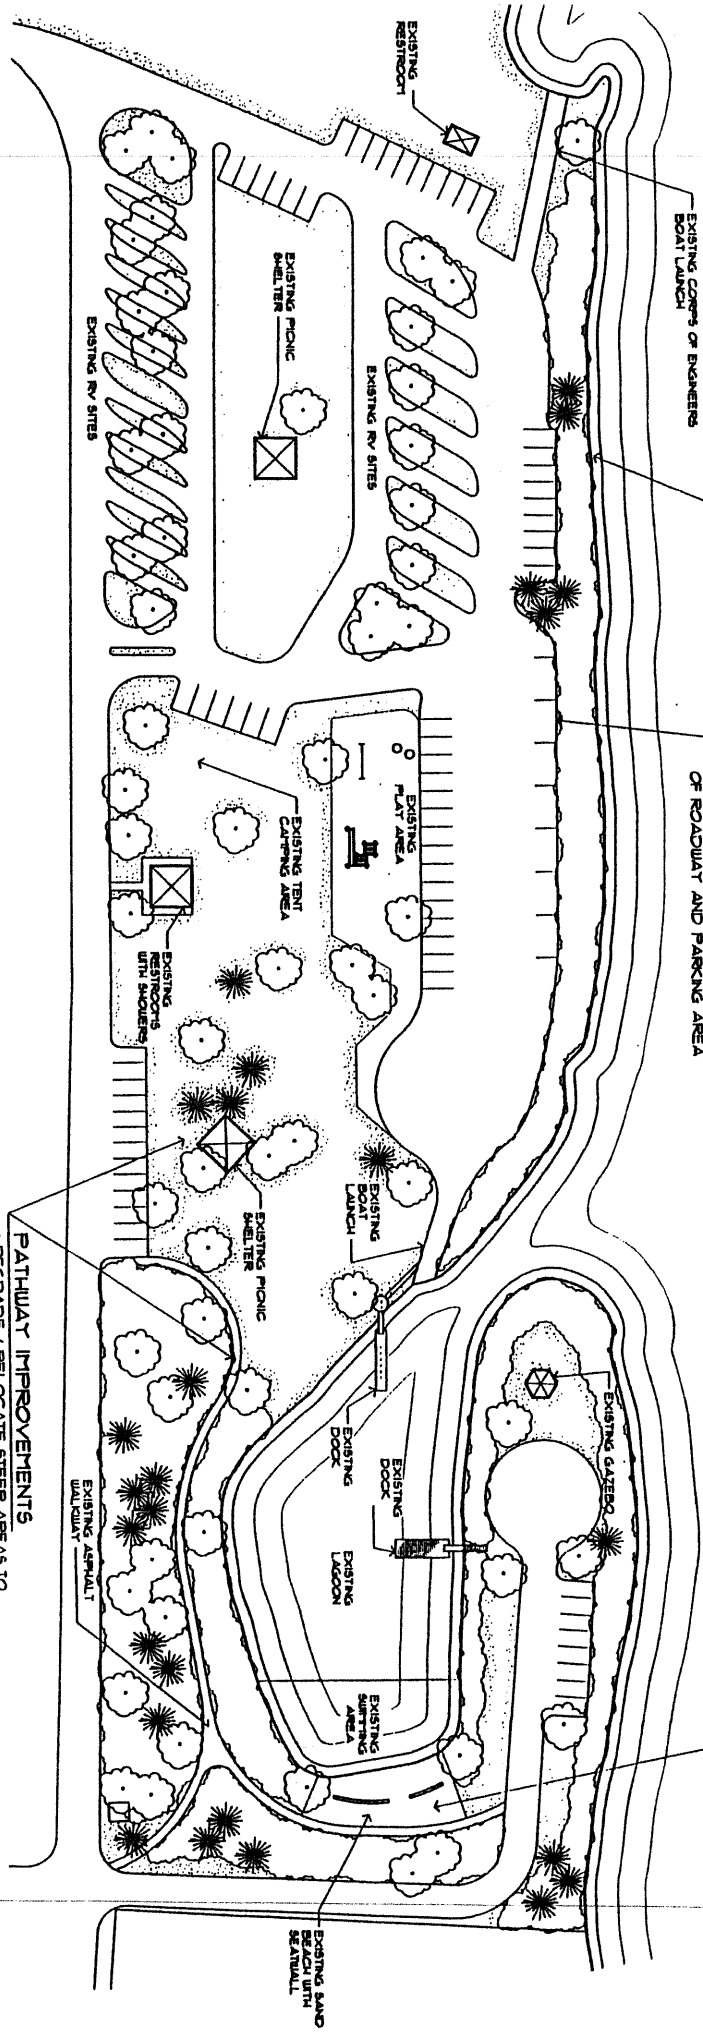 EXISTING
RESTROOM
EXISTING CORPS OF ENGINEERS
BOAT LAUNCH
EXISTING PICNIC
SHELTER
EXISTING RV SITES
EXISTING RV SITES
OF ROADWAY AND PARKING AREA
EXISTING
PLAY AREA
EXISTING TENT
CAMPING AREA
EXISTING
RESTROOMS
WITH SHOWERS
EXISTING
BOAT
LAUNCH
EXISTING PICNIC
SHELTER
PATHWAY IMPROVEMENTS
EXISTING GAZEBO
EXISTING
DOCK
EXISTING
DOCK
EXISTING
LAGOON
EXISTING ASPHALT
WALKWAY
EXISTING
SWIMMING
AREA
EXISTING SAND
BEACH WITH
SEATWALL